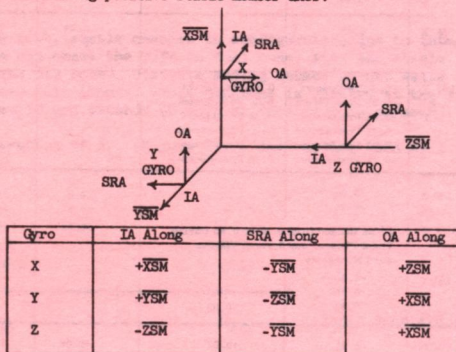 XSM
IA
SRA
X
OA
GYRO
OA
SRA
OA
Y
GYRO
ZSM
SRA
IA
Z GYRO
IA
YSM
Gyro IA Along SRA Along OA Along
X +XSM -YSM +ZSM
Y +YSM -ZSM +XSM
Z -ZSM -YSM +XSM